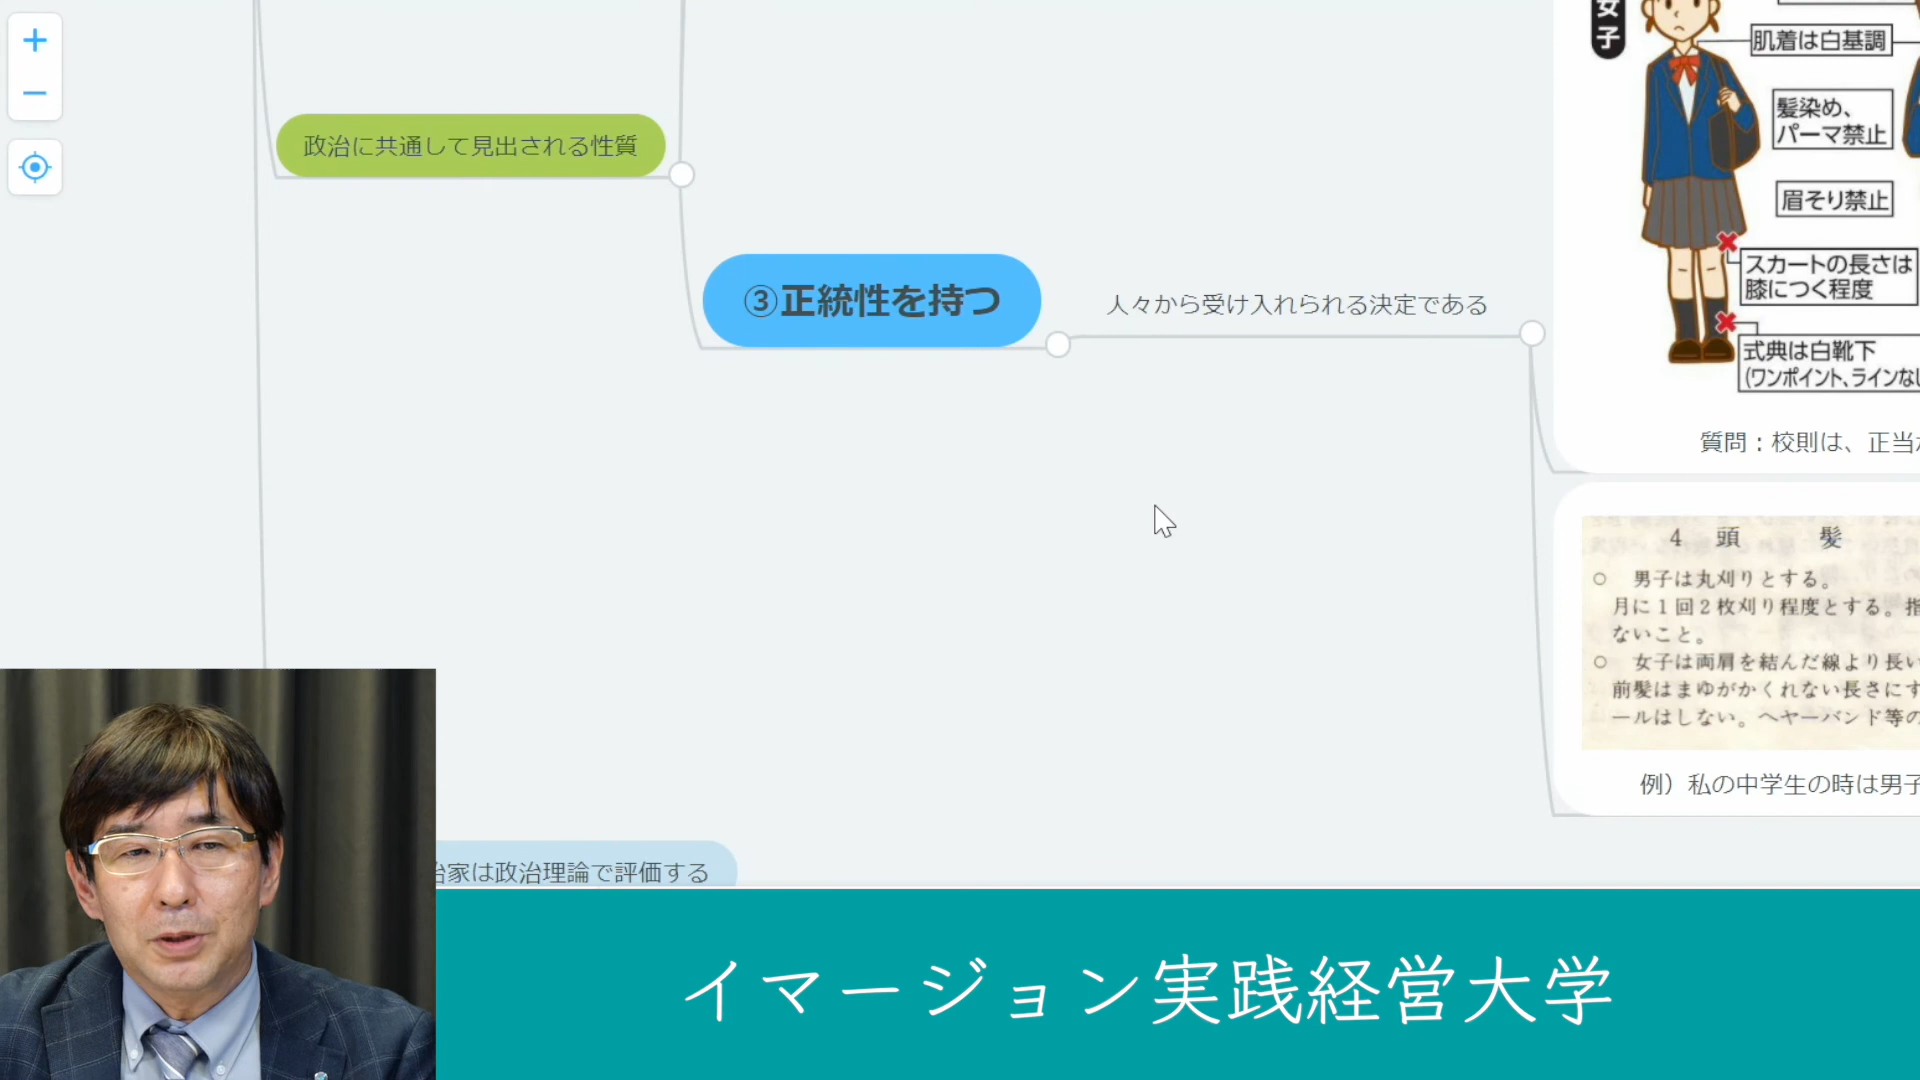 女子
肌着は白基調
髪染め、
パーマ禁止
眉そり禁止
スカートの長さは
膝につく程度
式典は白靴下
(ワンポイント、ラインなし
政治に共通して見出される性質
③正統性を持つ
人々から受け入れられる決定である
質問：校則は、正当か
4 頭 髪
○ 男子は丸刈りとする。
月に1回2枚刈り程度とする。指
ないこと。
○ 女子は両肩を結んだ線より長い
前髪はまゆがかくれない長さにす
ールはしない。ヘヤーバンド等の
例）私の中学生の時は男子
治家は政治理論で評価する
イマージョン実践経営大学